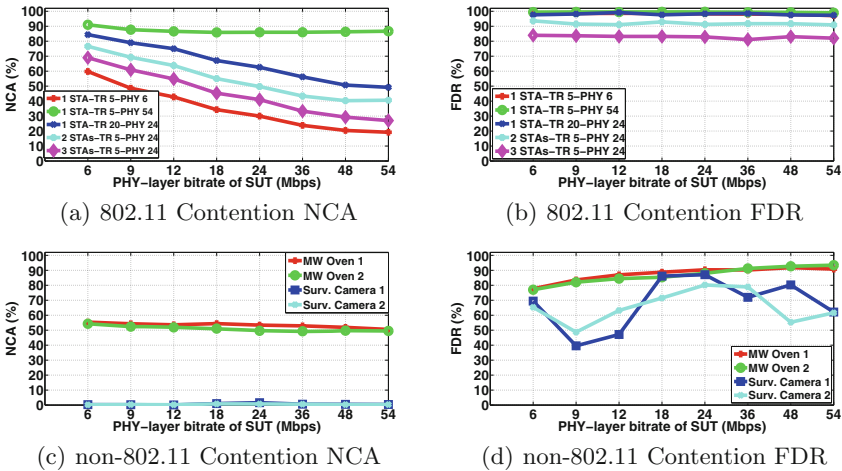 100
90
80
70
60
50
40
30
20
10
0
NCA (%)
1 STA−TR 5−PHY 6
1 STA−TR 5−PHY 54
1 STA−TR 20−PHY 24
2 STAs−TR 5−PHY 24
3 STAs−TR 5−PHY 24
6 9 12 18 24 36 48 54
PHY−layer bitrate of SUT (Mbps)
(a) 802.11 Contention NCA
100
90
80
70
60
50
40
30
20
10
0
FDR (%)
1 STA−TR 5−PHY 6
1 STA−TR 5−PHY 54
1 STA−TR 20−PHY 24
2 STAs−TR 5−PHY 24
3 STAs−TR 5−PHY 24
6 9 12 18 24 36 48 54
PHY−layer bitrate of SUT (Mbps)
(b) 802.11 Contention FDR
100
90
80
70
60
50
40
30
20
10
0
NCA (%)
MW Oven 1
MW Oven 2
Surv. Camera 1
Surv. Camera 2
6 9 12 18 24 36 48 54
PHY−layer bitrate of SUT (Mbps)
(c) non-802.11 Contention NCA
100
90
80
70
60
50
40
30
20
10
0
FDR (%)
MW Oven 1
MW Oven 2
Surv. Camera 1
Surv. Camera 2
6 9 12 18 24 36 48 54
PHY−layer bitrate of SUT (Mbps)
(d) non-802.11 Contention FDR